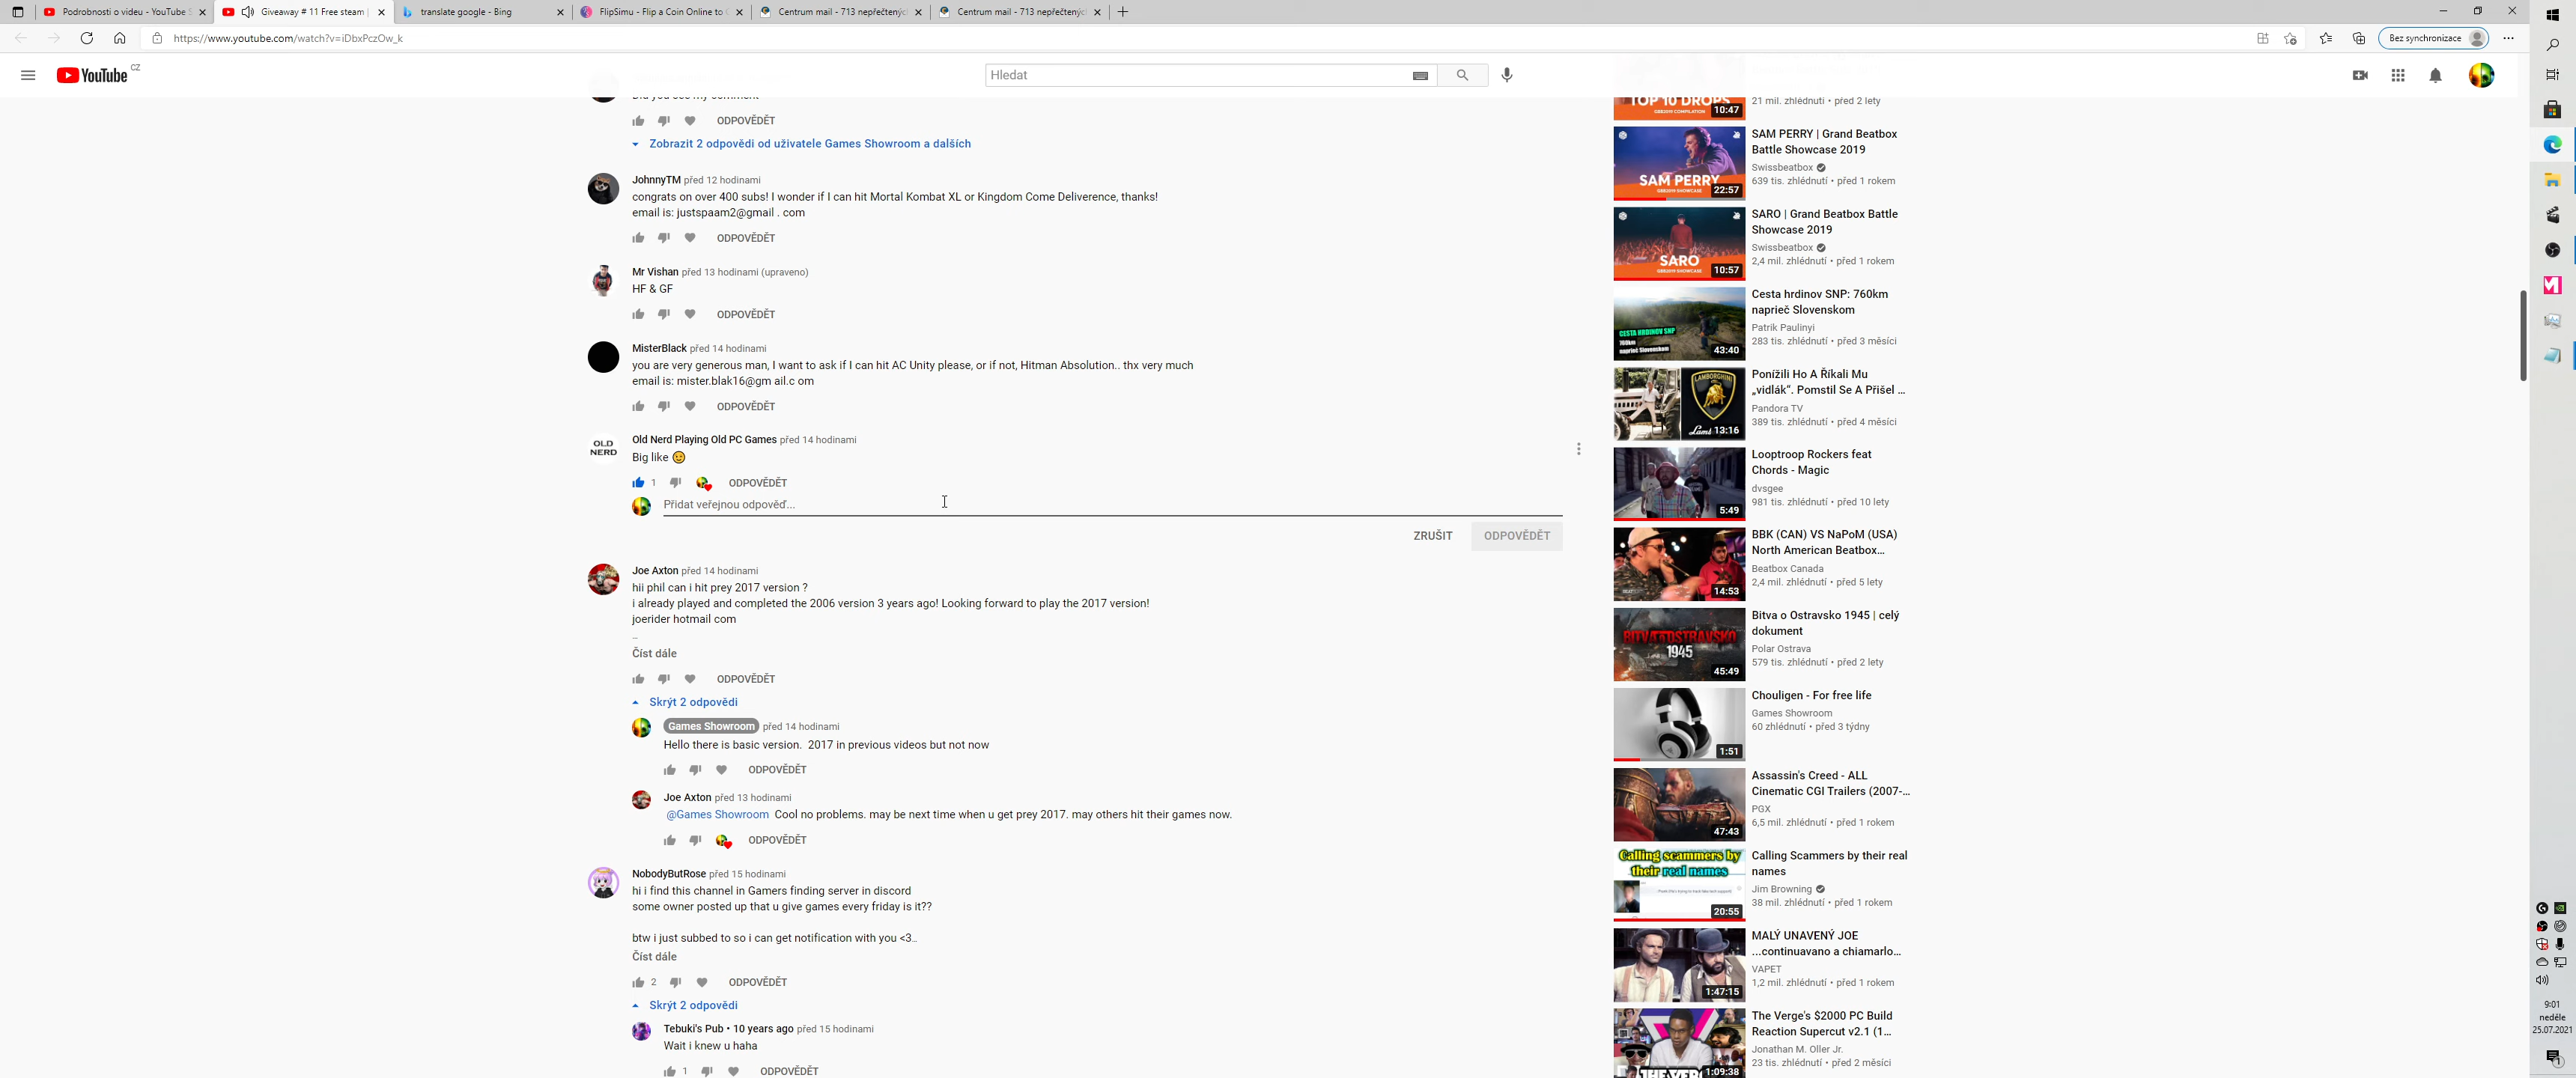 Podrobnosti o videu - YouTube S
Giveaway # 11 Free steam |
translate google - Bing
FlipSimu - Flip a Coin Online to
Centrum mail - 713 nepřečtenýc
Centrum mail - 713 nepřečtenýc
https://www.youtube.com/watch?v=iDbxPczOw_k
Bez synchronizace
YouTube CZ
Hledat
ODPOVĚDĚT
Zobrazit 2 odpovědi od uživatele Games Showroom a dalších
JohnnyTM před 12 hodinami
congrats on over 400 subs! I wonder if I can hit Mortal Kombat XL or Kingdom Come Deliverence, thanks!
email is: justspaam2@gmail . com
ODPOVĚDĚT
Mr Vishan před 13 hodinami (upraveno)
HF & GF
ODPOVĚDĚT
MisterBlack před 14 hodinami
you are very generous man, I want to ask if I can hit AC Unity please, or if not, Hitman Absolution.. thx very much
email is: mister.blak16@gm ail.c om
ODPOVĚDĚT
OLD
NERD
Old Nerd Playing Old PC Games před 14 hodinami
Big like 😉
1 ODPOVĚDĚT
Přidat veřejnou odpověď...
ZRUŠIT ODPOVĚDĚT
Joe Axton před 14 hodinami
hii phil can i hit prey 2017 version ?
i already played and completed the 2006 version 3 years ago! Looking forward to play the 2017 version!
joerider hotmail com
..
Číst dále
ODPOVĚDĚT
Skrýt 2 odpovědi
Games Showroom před 14 hodinami
Hello there is basic version. 2017 in previous videos but not now
ODPOVĚDĚT
Joe Axton před 13 hodinami
@Games Showroom Cool no problems. may be next time when u get prey 2017. may others hit their games now.
ODPOVĚDĚT
NobodyButRose před 15 hodinami
hi i find this channel in Gamers finding server in discord
some owner posted up that u give games every friday is it??
btw i just subbed to so i can get notification with you <3..
Číst dále
2 ODPOVĚDĚT
Skrýt 2 odpovědi
Tebuki's Pub • 10 years ago před 15 hodinami
Wait i knew u haha
1 ODPOVĚDĚT
TOP 10 DROPS
10:47
21 mil. zhlédnutí • před 2 lety
SAM PERRY
22:57
SAM PERRY | Grand Beatbox
Battle Showcase 2019
Swissbeatbox
639 tis. zhlédnutí • před 1 rokem
SARO
10:57
SARO | Grand Beatbox Battle
Showcase 2019
Swissbeatbox
2,4 mil. zhlédnutí • před 1 rokem
CESTA HRDINOV SNP
760km
naprieč Slovenskom
43:40
Cesta hrdinov SNP: 760km
naprieč Slovenskom
Patrik Paulinyi
283 tis. zhlédnutí • před 3 měsíci
LAMBORGHINI
13:16
Ponížili Ho A Říkali Mu
„vidlák“. Pomstil Se A Přišel ...
Pandora TV
389 tis. zhlédnutí • před 4 měsíci
5:49
Looptroop Rockers feat
Chords - Magic
dvsgee
981 tis. zhlédnutí • před 10 lety
14:53
BBK (CAN) VS NaPoM (USA)
North American Beatbox...
Beatbox Canada
2,4 mil. zhlédnutí • před 5 lety
BITVA O OSTRAVSKO
1945
45:49
Bitva o Ostravsko 1945 | celý
dokument
Polar Ostrava
579 tis. zhlédnutí • před 2 lety
1:51
Chouligen - For free life
Games Showroom
60 zhlédnutí • před 3 týdny
47:43
Assassin's Creed - ALL
Cinematic CGI Trailers (2007-...
PGX
6,5 mil. zhlédnutí • před 1 rokem
Calling scammers by
their real names
20:55
Calling Scammers by their real
names
Jim Browning
38 mil. zhlédnutí • před 1 rokem
1:47:15
MALÝ UNAVENÝ JOE
...continuavano a chiamarlo...
VAPET
1,2 mil. zhlédnutí • před 1 rokem
1:09:38
The Verge's $2000 PC Build
Reaction Supercut v2.1 (1...
Jonathan M. Oller Jr.
23 tis. zhlédnutí • před 2 měsíci
9:01
neděle
25.07.2021
1